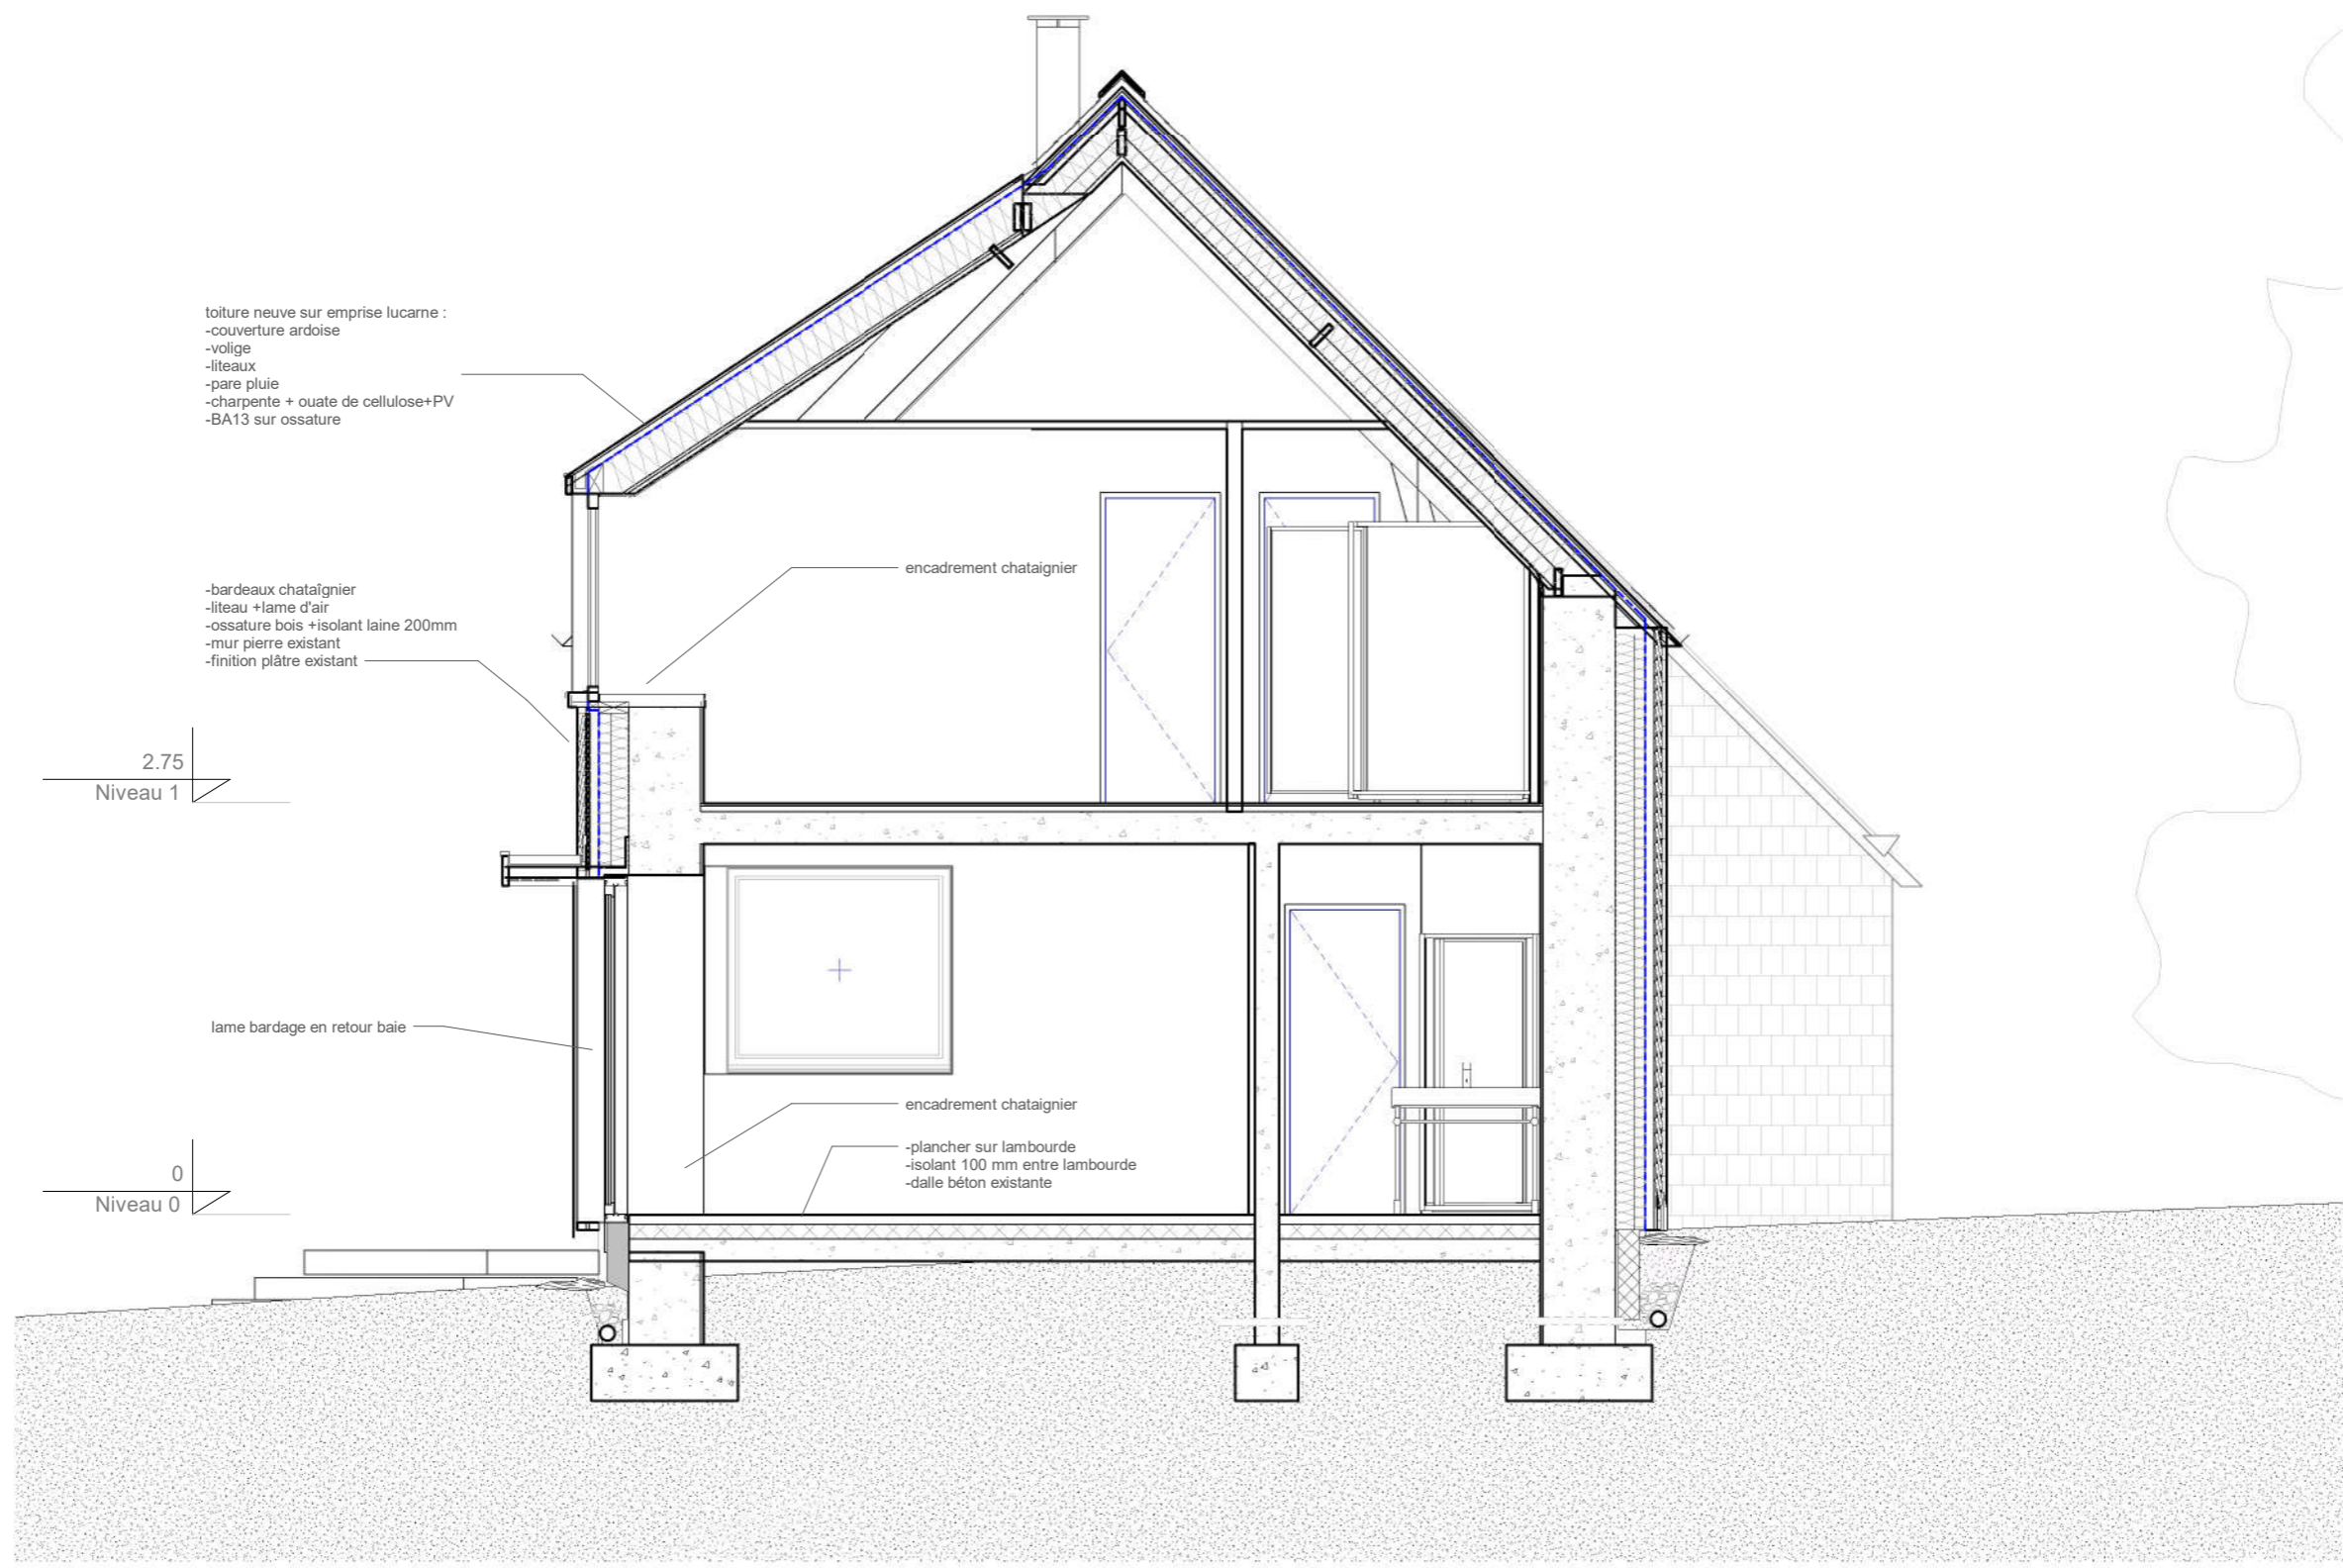 toiture neuve sur emprise lucarne :
-couverture ardoise
-volige
-liteaux
-pare pluie
-charpente + ouate de cellulose+PV
-BA13 sur ossature
encadrement chataignier
-bardeaux chataîgnier
-liteau +lame d'air
-ossature bois +isolant laine 200mm
-mur pierre existant
-finition plâtre existant
2.75
Niveau 1
lame bardage en retour baie
encadrement chataignier
-plancher sur lambourde
-isolant 100 mm entre lambourde
-dalle béton existante
0
Niveau 0